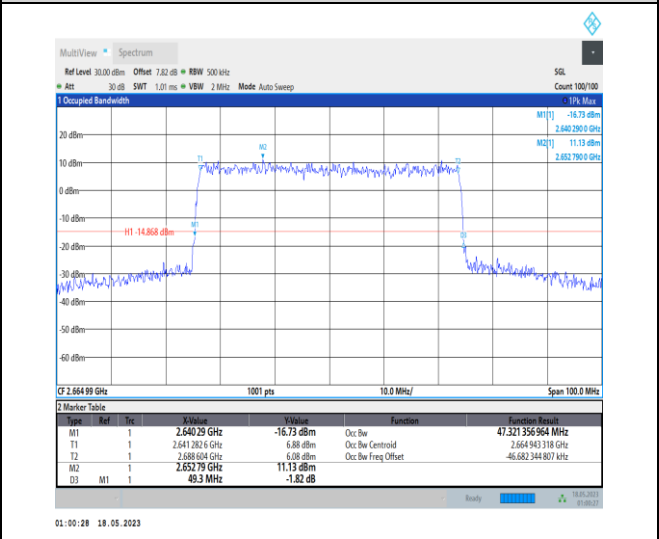 MultiView Spectrum
Ref Level 30.00 dBm Offset 7.82 dB RBW 500 kHz SGL
Att 30 dB SWT 1.01 ms VBW 2 MHz Mode Auto Sweep Count 100/100
1 Occupied Bandwidth 1Pk Max
M1[1] -16.73 dBm
2.640 290 0 GHz
M2[1] 11.13 dBm
2.652 790 0 GHz
20 dBm
M2
T1
10 dBm
0 dBm
-10 dBm
M1
H1 -14.868 dBm
D3
-20 dBm
-30 dBm
-40 dBm
-50 dBm
-60 dBm
CF 2.664 99 GHz 1001 pts 10.0 MHz/ Span 100.0 MHz
2 Marker Table
Type Ref Trc X-Value Y-Value Function Function Result
M1 1 2.640 29 GHz -16.73 dBm Occ Bw 47.321 356 964 MHz
T1 1 2.641 282 6 GHz 6.88 dBm Occ Bw Centroid 2.664 943 318 GHz
T2 1 2.688 604 GHz 6.08 dBm Occ Bw Freq Offset -46.682 344 807 kHz
M2 1 2.652 79 GHz 11.13 dBm
D3 M1 1 49.3 MHz -1.82 dB
Ready 18.05.2023
01:00:27
01:00:28 18.05.2023